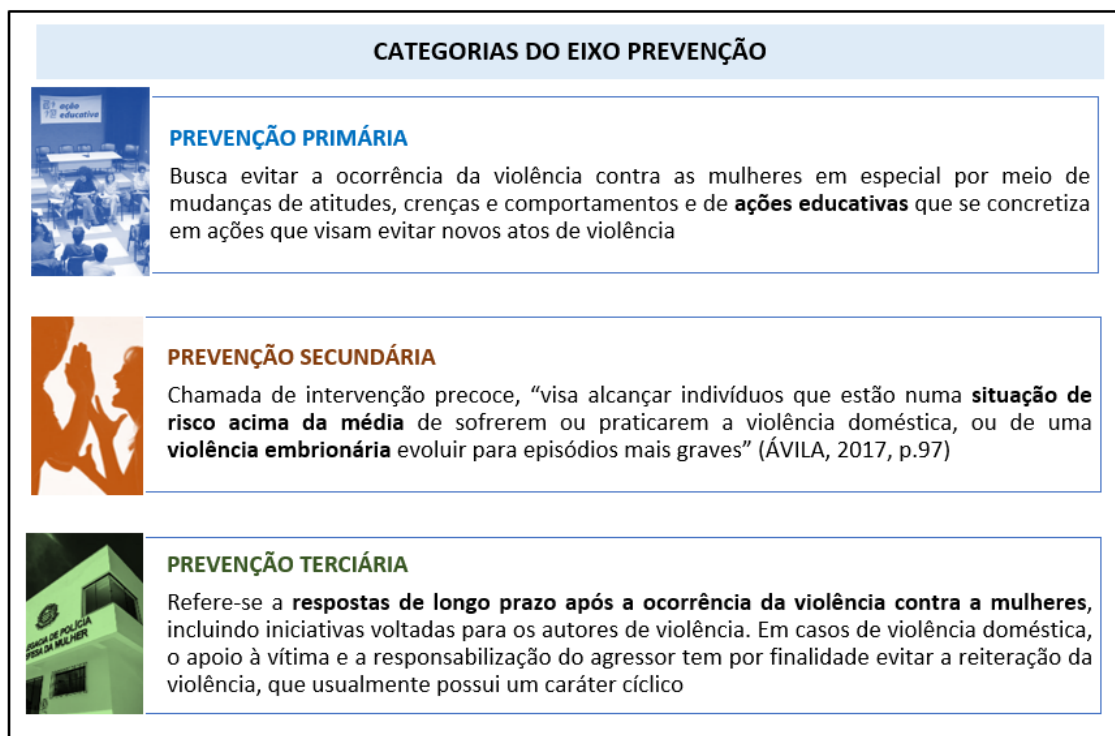 CATEGORIAS DO EIXO PREVENÇÃO
ação
educativa
PREVENÇÃO PRIMÁRIA
Busca evitar a ocorrência da violência contra as mulheres em especial por meio de
mudanças de atitudes, crenças e comportamentos e de ações educativas que se concretiza
em ações que visam evitar novos atos de violência
PREVENÇÃO SECUNDÁRIA
Chamada de intervenção precoce, “visa alcançar indivíduos que estão numa situação de
risco acima da média de sofrerem ou praticarem a violência doméstica, ou de uma
violência embrionária evoluir para episódios mais graves” (ÁVILA, 2017, p.97)
PREVENÇÃO TERCIÁRIA
Refere-se a respostas de longo prazo após a ocorrência da violência contra a mulheres,
incluindo iniciativas voltadas para os autores de violência. Em casos de violência doméstica,
o apoio à vítima e a responsabilização do agressor tem por finalidade evitar a reiteração da
violência, que usualmente possui um caráter cíclico
EGACIA DE POLÍCIA
FESA DA MULHER